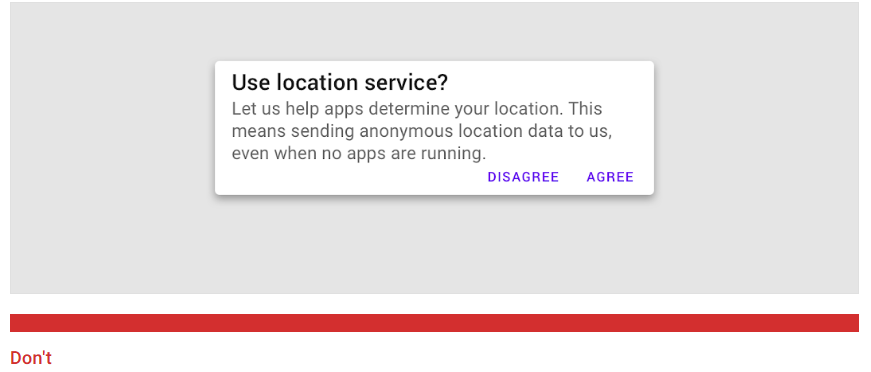 Use location service?
Let us help apps determine your location. This
means sending anonymous location data to us,
even when no apps are running.
DISAGREE AGREE
Don't